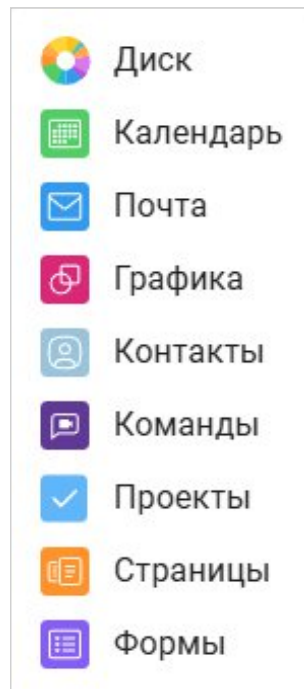 Диск
Календарь
Почта
Графика
Контакты
Команды
Проекты
Страницы
Формы